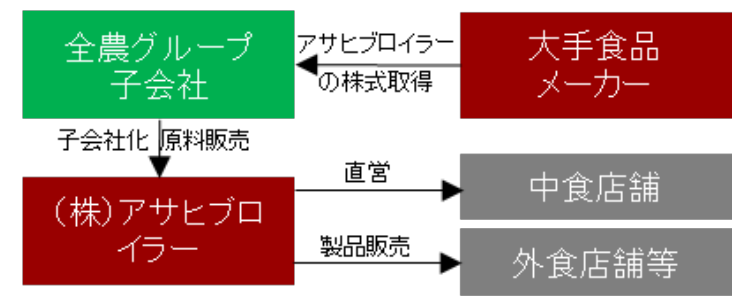 全農グループ
子会社
アサヒブロイラー
の株式取得
大手食品
メーカー
子会社化 原料販売
(株)アサヒブロ
イラー
直営
中食店舗
製品販売
外食店舗等